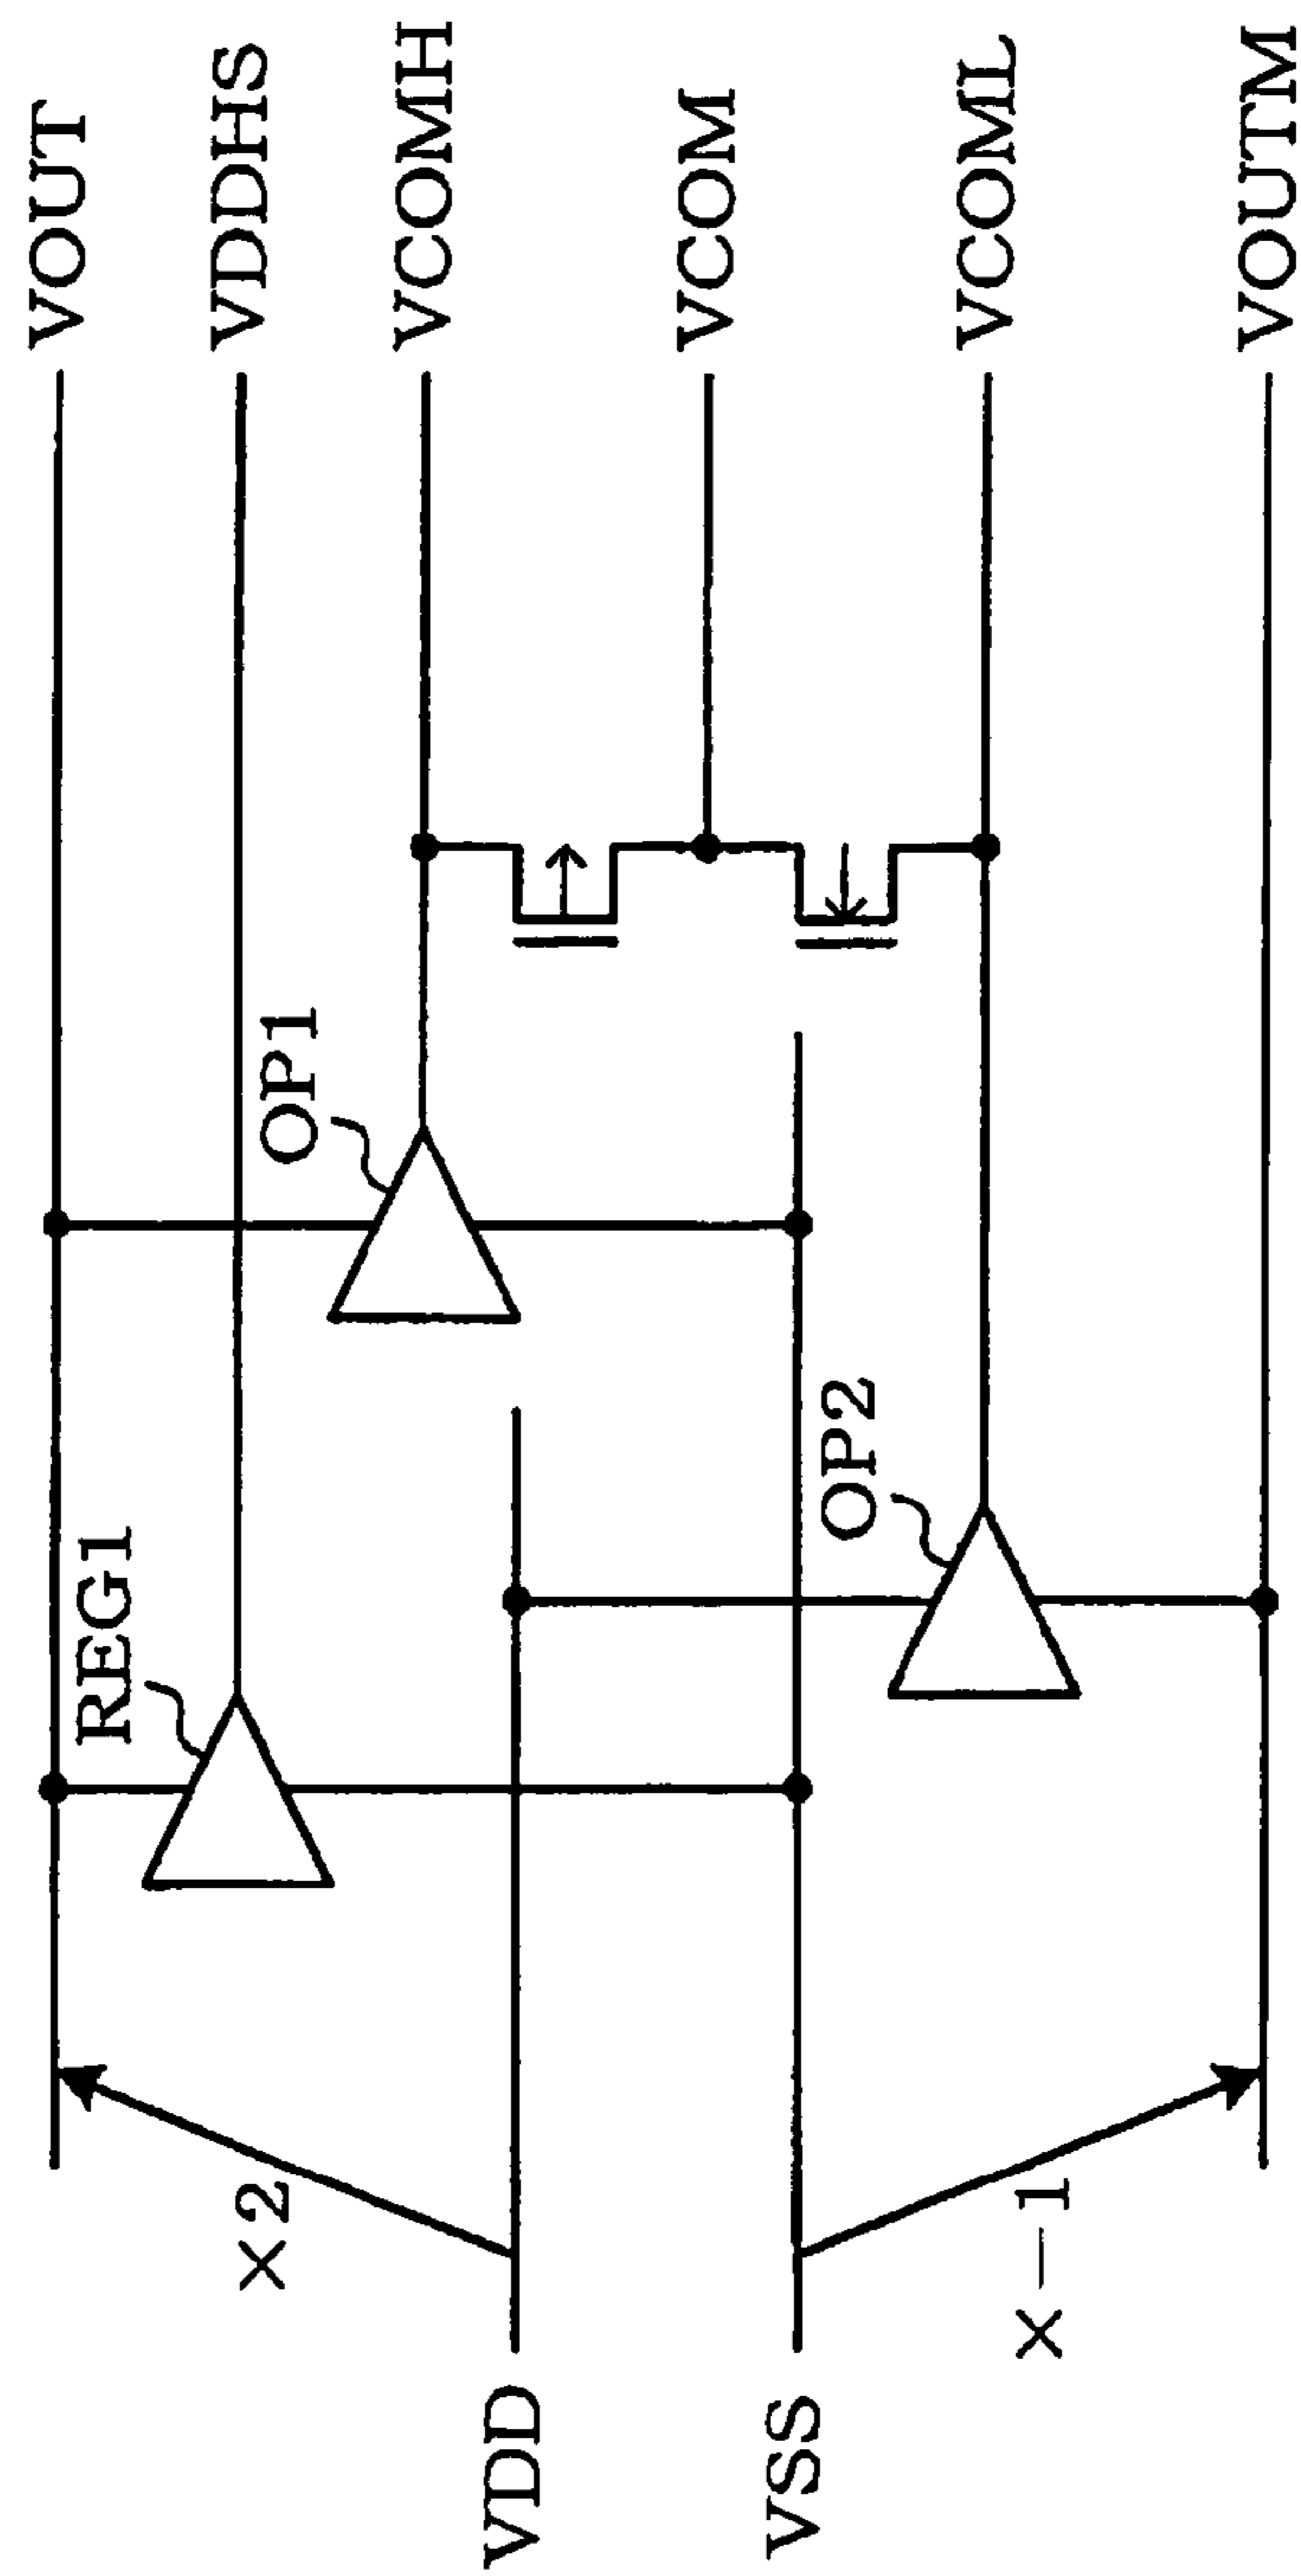 VOUT
VDDHS
VCOMH
VCOM
VCOML
VOUTM
OP1
REG1
OP2
×2
×−1
VDD
VSS